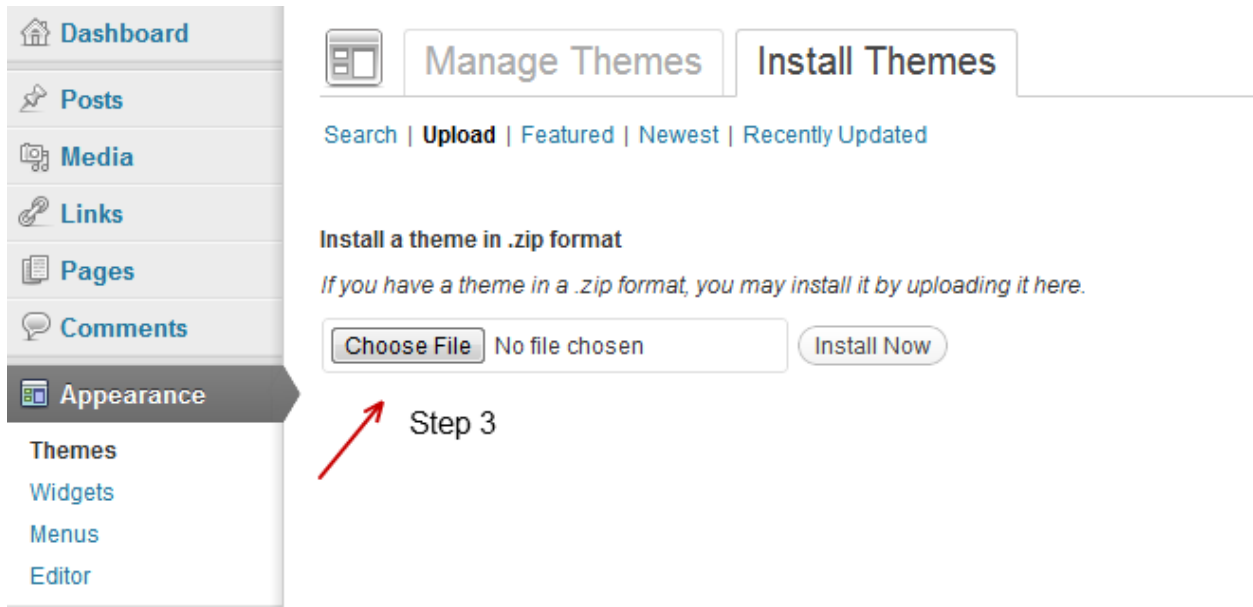 Dashboard
Posts
Media
Links
Pages
Comments
Appearance
Themes
Widgets
Menus
Editor
Manage Themes Install Themes
Search | Upload | Featured | Newest | Recently Updated
Install a theme in .zip format
If you have a theme in a .zip format, you may install it by uploading it here.
Choose File No file chosen Install Now
Step 3